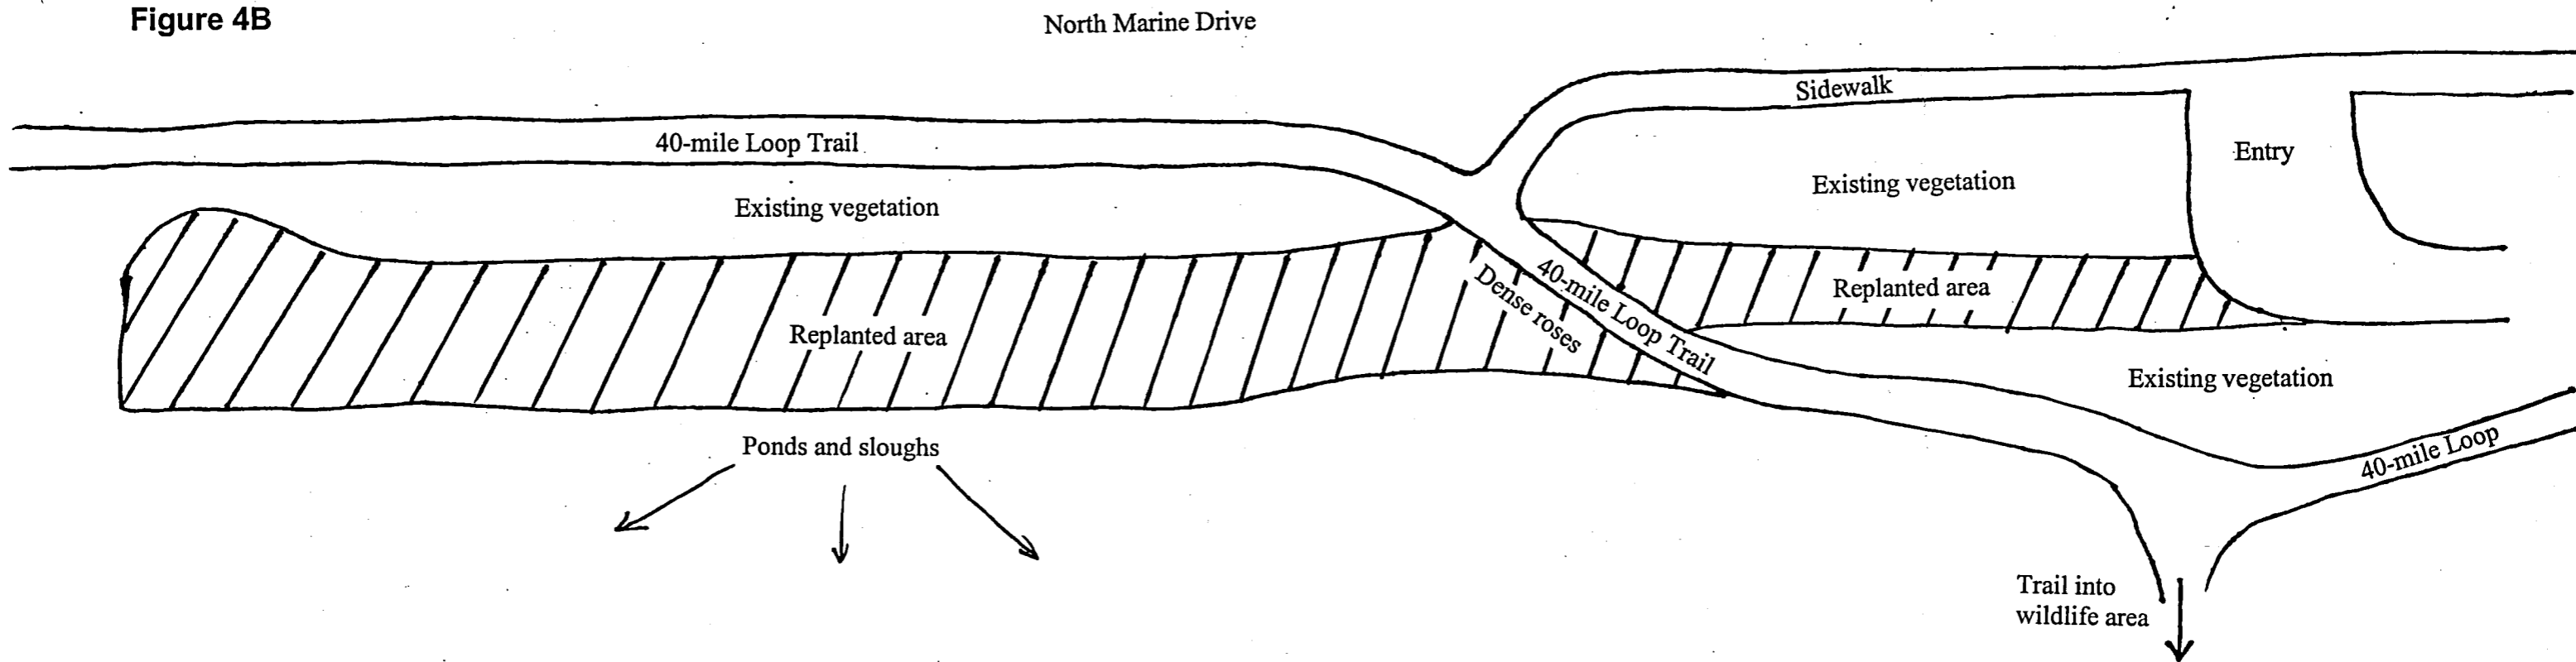 Figure 4B
North Marine Drive
Sidewalk
40-mile Loop Trail
Entry
Existing vegetation
Existing vegetation
40-mile Loop Trail
Dense roses
Replanted area
Replanted area
Existing vegetation
Ponds and sloughs
40-mile Loop
Trail into
wildlife area